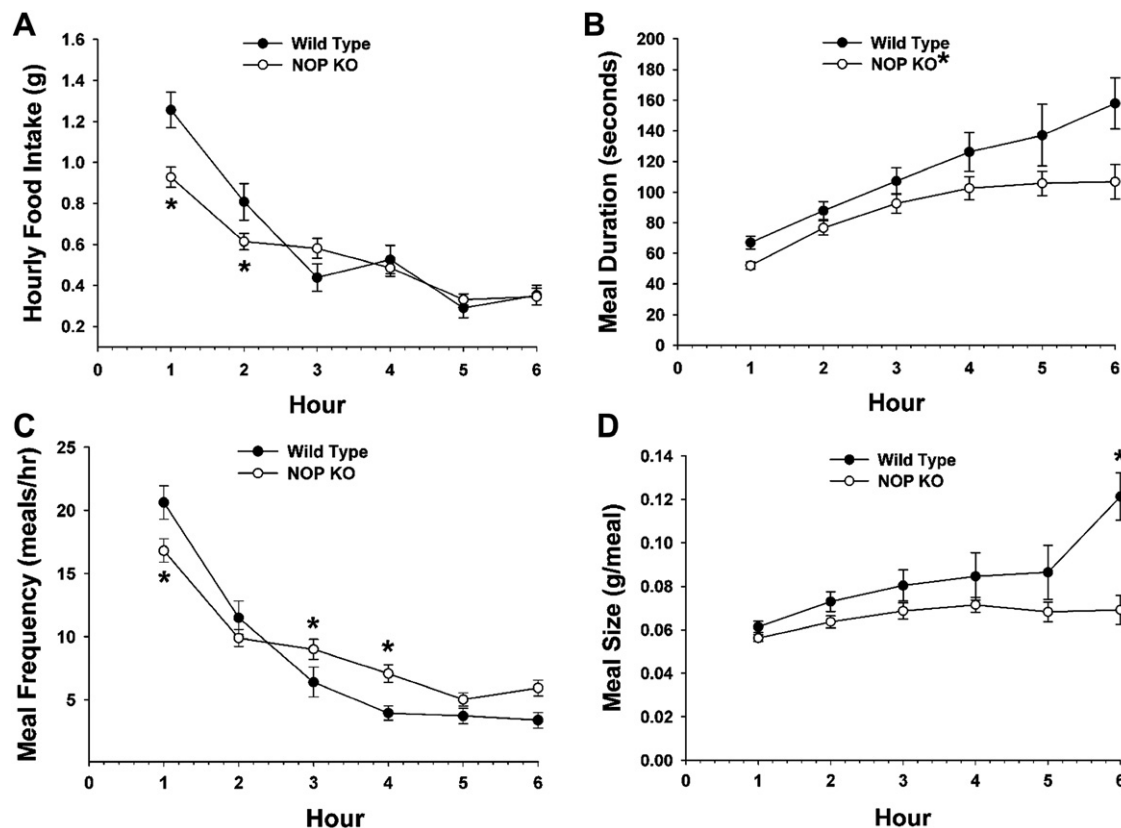 A
Wild Type
NOP KO
Hourly Food Intake (g)
1.6
1.4
1.2
1.0
0.8
0.6
0.4
0.2
*
*
0 1 2 3 4 5 6
Hour
B
Wild Type
NOP KO*
Meal Duration (seconds)
200
180
160
140
120
100
80
60
40
20
0
0 1 2 3 4 5 6
Hour
C
Wild Type
NOP KO
Meal Frequency (meals/hr)
25
20
15
10
5
*
*
*
0 1 2 3 4 5 6
Hour
D
Wild Type
NOP KO
Meal Size (g/meal)
0.14
0.12
0.10
0.08
0.06
0.04
0.02
0.00
*
0 1 2 3 4 5 6
Hour